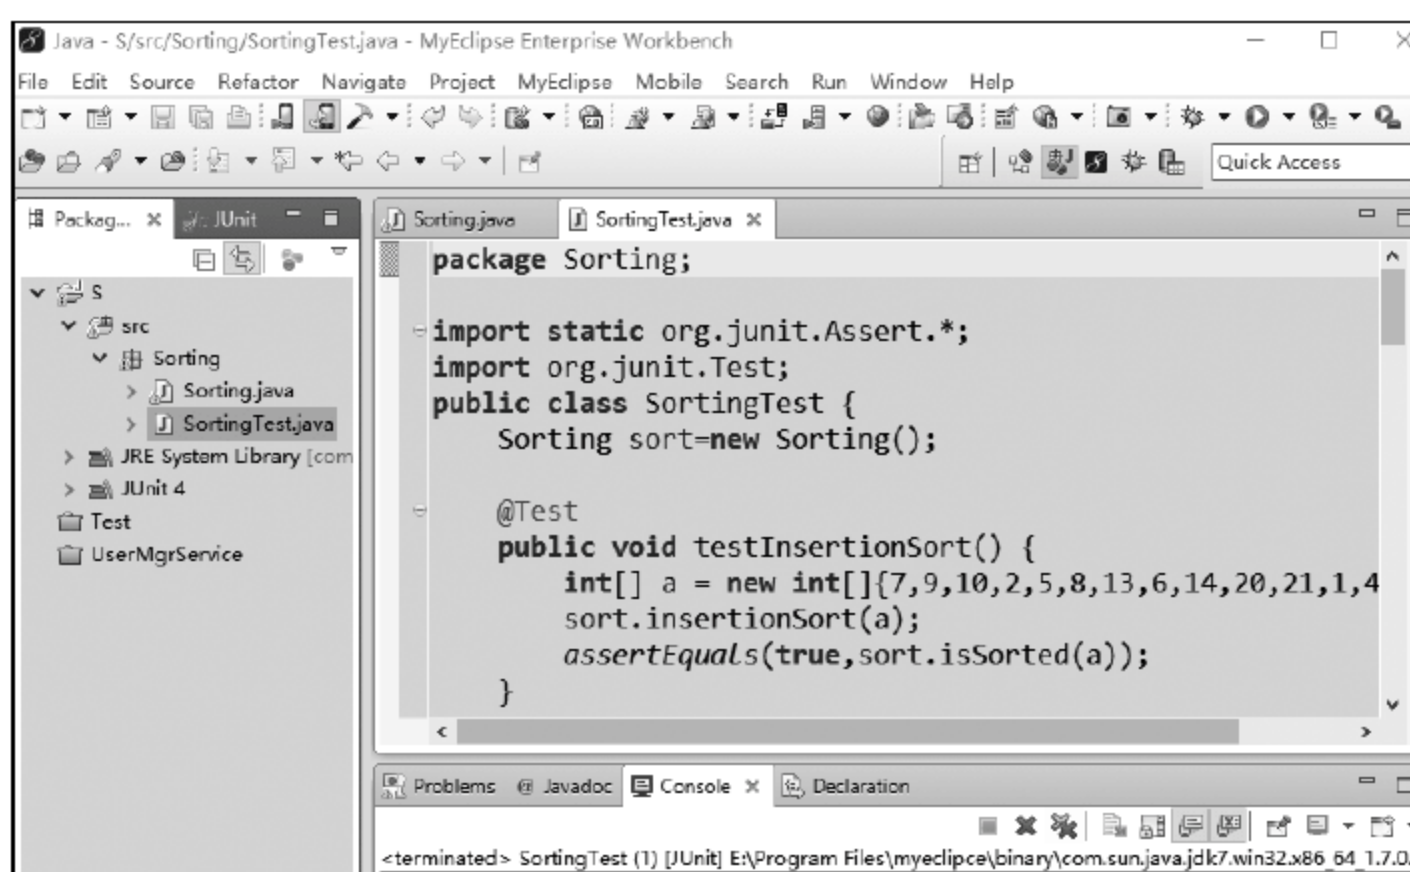 Java - S/src/Sorting/SortingTest.java - MyEclipse Enterprise Workbench
File Edit Source Refactor Navigate Project MyEclipse Mobile Search Run Window Help
Quick Access
Packag... JUnit
Sorting.java SortingTest.java
S
src
Sorting
Sorting.java
SortingTest.java
JRE System Library [com
JUnit 4
Test
UserMgrService
package Sorting;
import static org.junit.Assert.*;
import org.junit.Test;
public class SortingTest {
Sorting sort=new Sorting();
@Test
public void testInsertionSort() {
int[] a = new int[]{7,9,10,2,5,8,13,6,14,20,21,1,4
sort.insertionSort(a);
assertEquals(true,sort.isSorted(a));
}
Problems @ Javadoc Console Declaration
<terminated> SortingTest (1) [JUnit] E:\Program Files\myeclipce\binary\com.sun.java.jdk7.win32.x86_64_1.7.0.